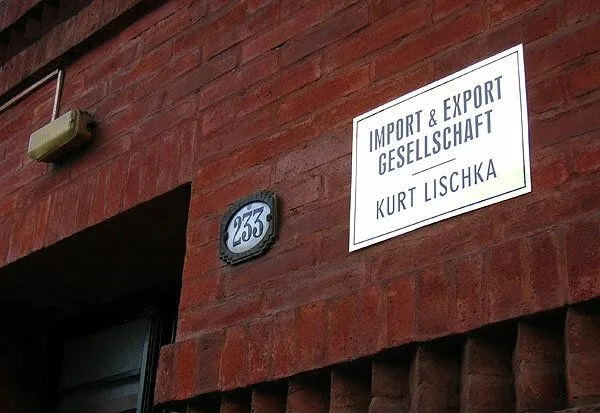 IMPORT & EXPORT
GESELLSCHAFT
KURT LISCHKA
233